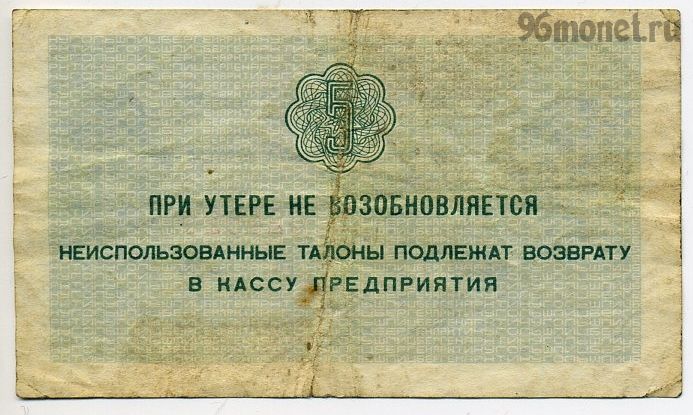 96monet.ru
5
ПРИ УТЕРЕ НЕ ВОЗОБНОВЛЯЕТСЯ
НЕИСПОЛЬЗОВАННЫЕ ТАЛОНЫ ПОДЛЕЖАТ ВОЗВРАТУ
В КАССУ ПРЕДПРИЯТИЯ